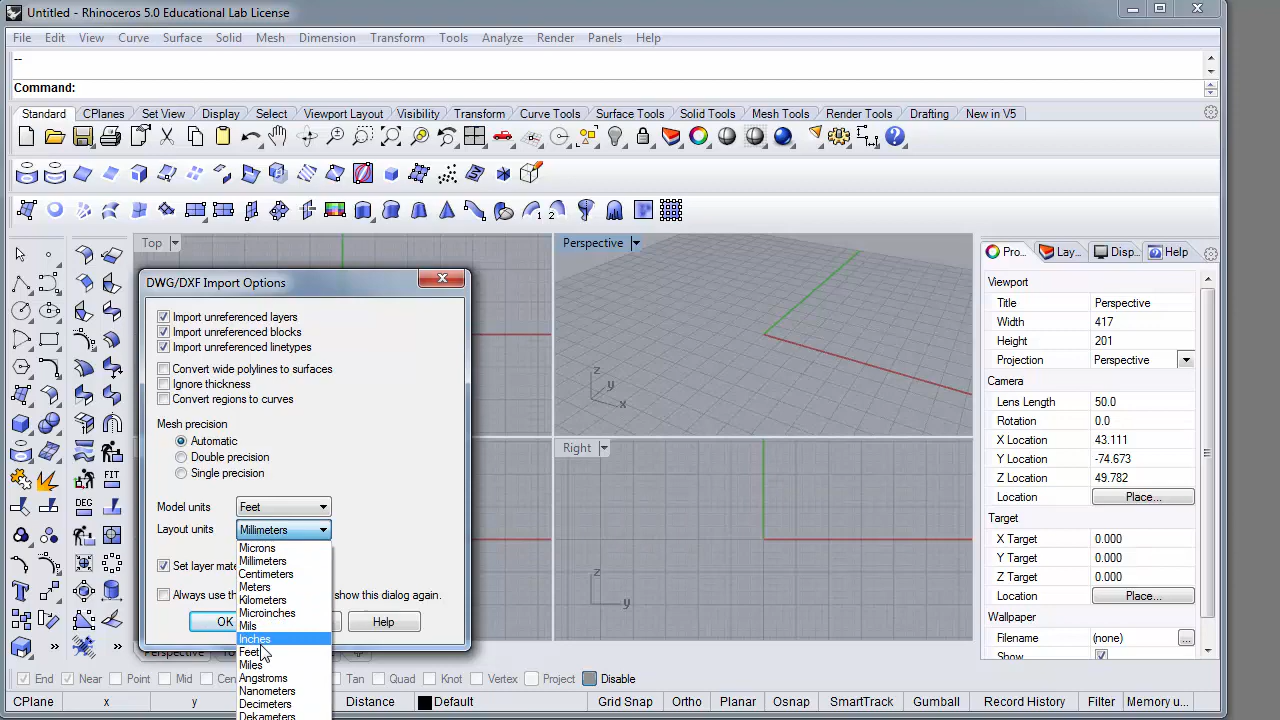 Untitled - Rhinoceros 5.0 Educational Lab License
File Edit View Curve Surface Solid Mesh Dimension Transform Tools Analyze Render Panels Help
--
Command:
Standard CPlanes Set View Display Select Viewport Layout Visibility Transform Curve Tools Surface Tools Solid Tools Mesh Tools Render Tools Drafting New in V5
Top
Perspective
z
y
x
Right
z
y
DWG/DXF Import Options
Import unreferenced layers
Import unreferenced blocks
Import unreferenced linetypes
Convert wide polylines to surfaces
Ignore thickness
Convert regions to curves
Mesh precision
Automatic
Double precision
Single precision
Model units Feet
Layout units Millimeters
Microns
Millimeters
Centimeters
Meters
Kilometers
Microinches
Mils
Inches
Feet
Miles
Angstroms
Nanometers
Decimeters
Dekameters
Set layer mate
Always use th show this dialog again.
OK Help
FIT
DEG
Pro... Lay... Disp... Help
Viewport
Title Perspective
Width 417
Height 201
Projection Perspective
Camera
Lens Length 50.0
Rotation 0.0
X Location 43.111
Y Location -74.673
Z Location 49.782
Location Place...
Target
X Target 0.000
Y Target 0.000
Z Target 0.000
Location Place...
Wallpaper
Filename (none) ...
Show
Perspective
End Near Point Mid Cen Tan Quad Knot Vertex Project Disable
CPlane x y Distance Default Grid Snap Ortho Planar Osnap SmartTrack Gumball Record History Filter Memory u...